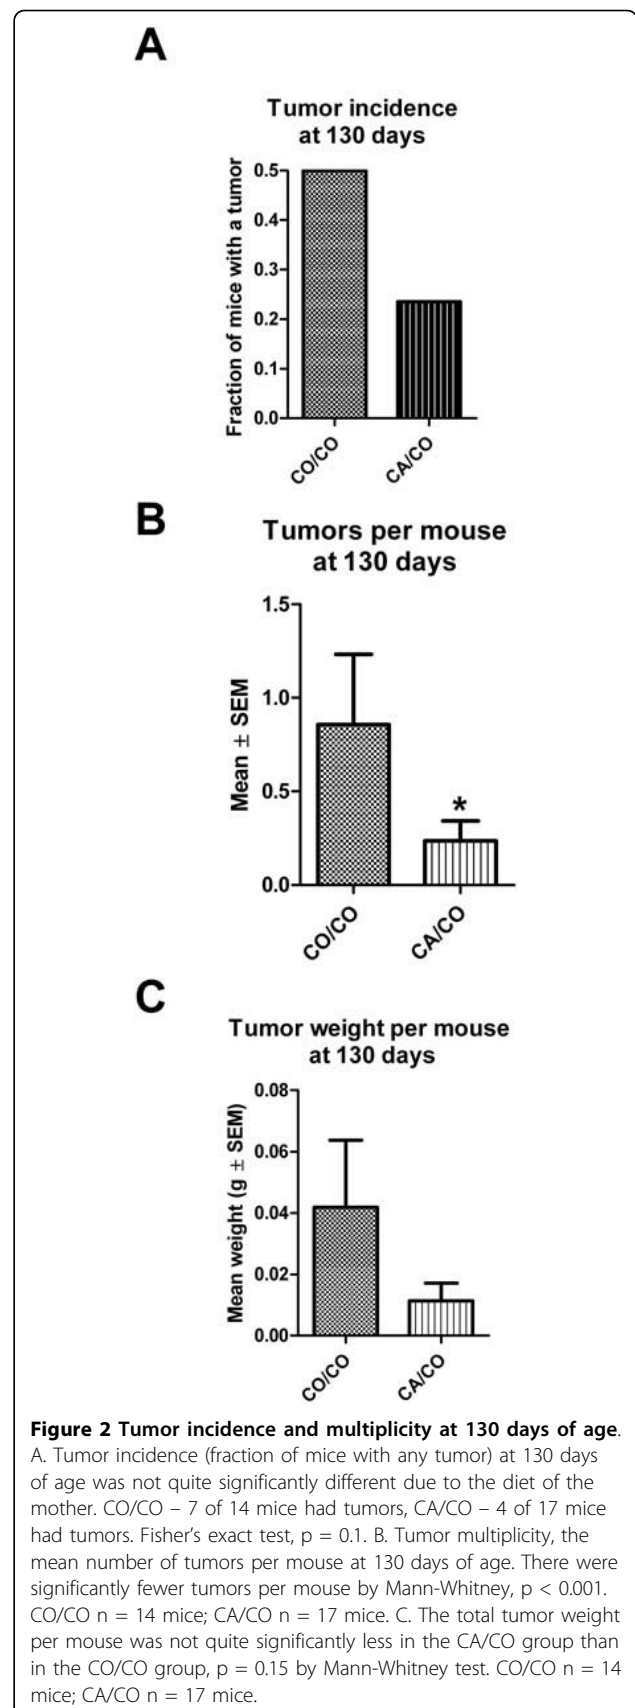 A
Tumor incidence
at 130 days
Fraction of mice with a tumor
0.5
0.4
0.3
0.2
0.1
0.0
CO/CO
CA/CO
B
Tumors per mouse
at 130 days
Mean ± SEM
1.5
1.0
0.5
0.0
*
CO/CO
CA/CO
C
Tumor weight per mouse
at 130 days
Mean weight (g ± SEM)
0.08
0.06
0.04
0.02
0.00
CO/CO
CA/CO
Figure 2 Tumor incidence and multiplicity at 130 days of age.
A. Tumor incidence (fraction of mice with any tumor) at 130 days
of age was not quite significantly different due to the diet of the
mother. CO/CO – 7 of 14 mice had tumors, CA/CO – 4 of 17 mice
had tumors. Fisher's exact test, p = 0.1. B. Tumor multiplicity, the
mean number of tumors per mouse at 130 days of age. There were
significantly fewer tumors per mouse by Mann-Whitney, p < 0.001.
CO/CO n = 14 mice; CA/CO n = 17 mice. C. The total tumor weight
per mouse was not quite significantly less in the CA/CO group than
in the CO/CO group, p = 0.15 by Mann-Whitney test. CO/CO n = 14
mice; CA/CO n = 17 mice.